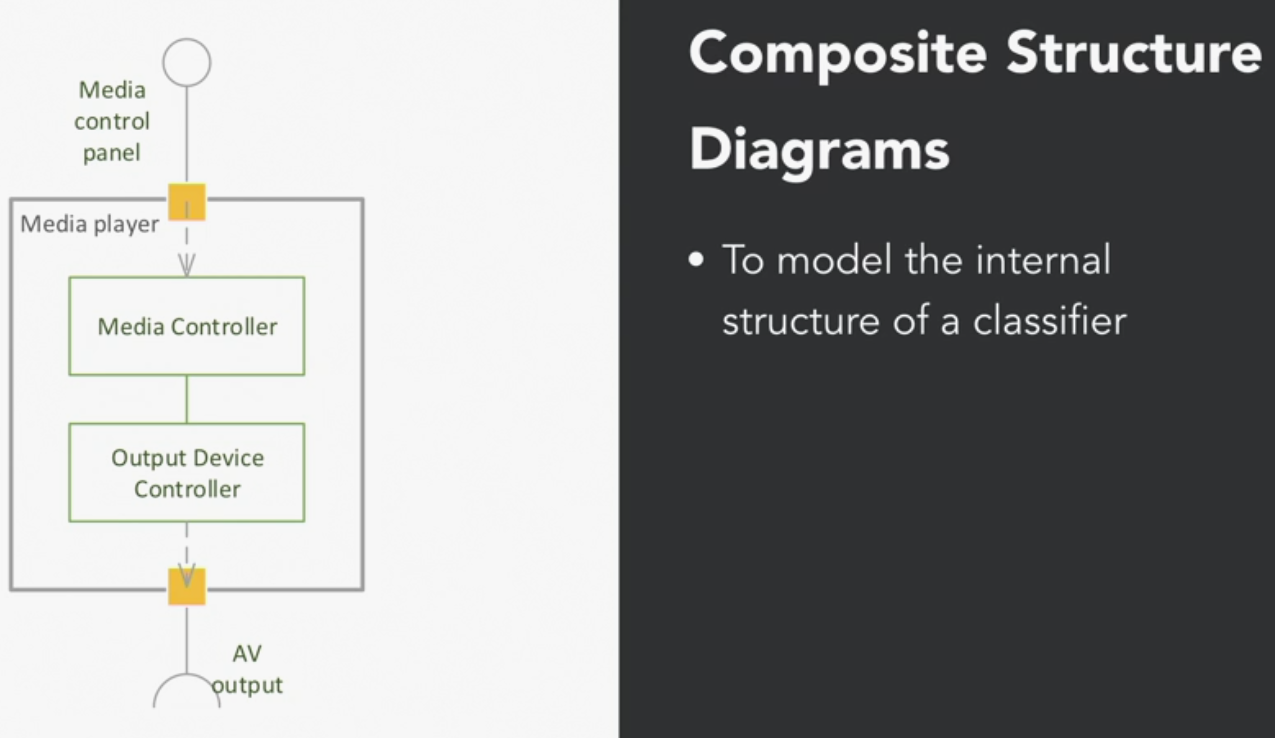 Media
control
panel
Media player
Media Controller
Output Device
Controller
AV
output
Composite Structure
Diagrams
• To model the internal
structure of a classifier